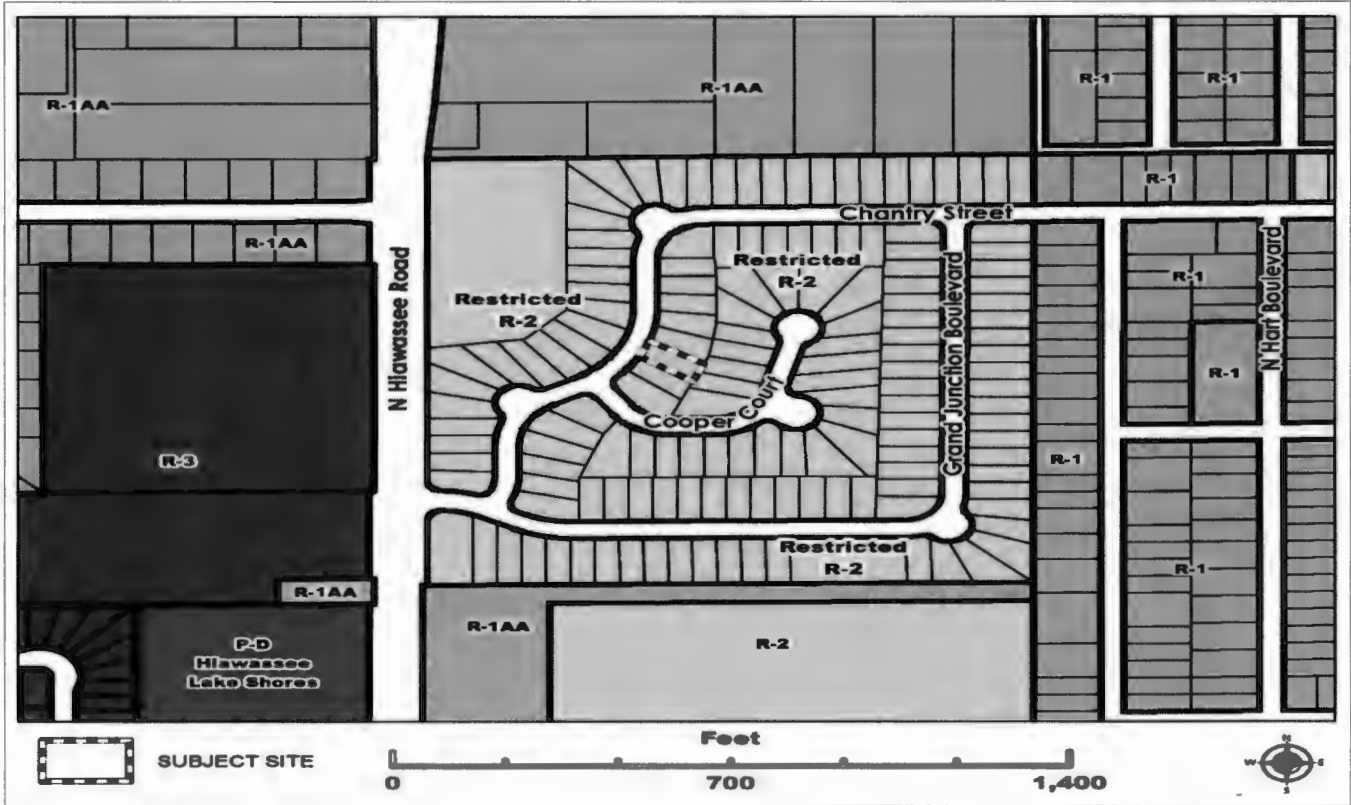 R-1AA
R-1AA
R-1
R-1
R-1
Chantry Street
R-1AA
Restricted
R-2
R-1
N Hiawassee Road
Restricted
R-2
Grand Junction Boulevard
N Hart Boulevard
R-1
Cooper Court
R-3
R-1
Restricted
R-2
R-1
R-1AA
R-1AA
R-2
P-D
Hiawassee
Lake Shores
SUBJECT SITE
Feet
0
700
1,400
N
W
E
S